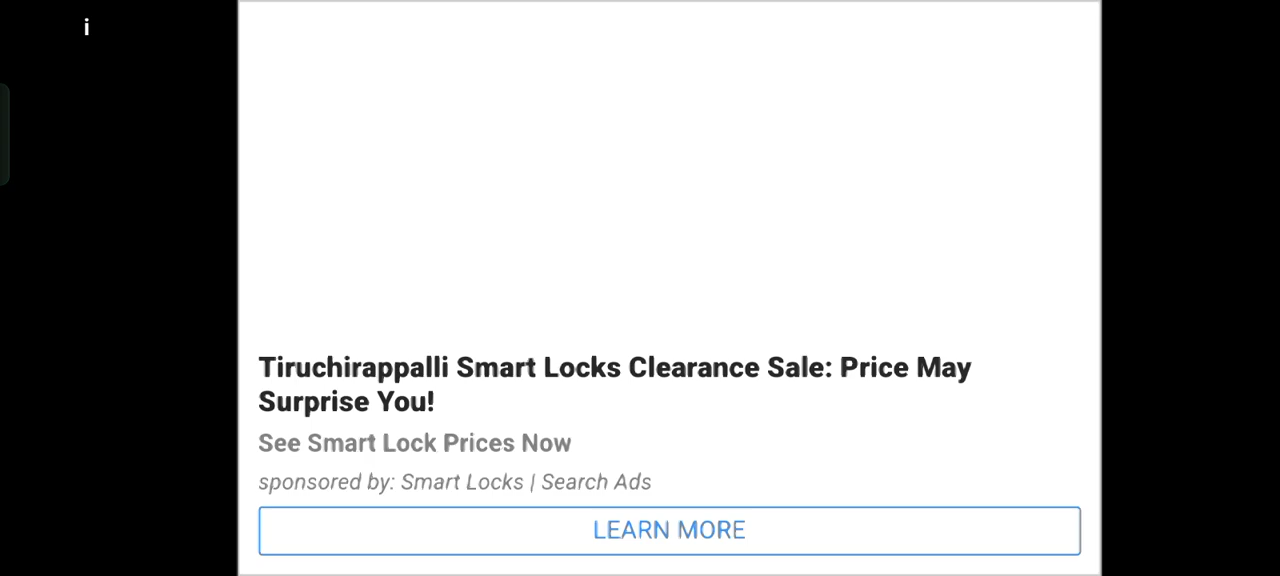 i
Tiruchirappalli Smart Locks Clearance Sale: Price May
Surprise You!
See Smart Lock Prices Now
sponsored by: Smart Locks | Search Ads
LEARN MORE